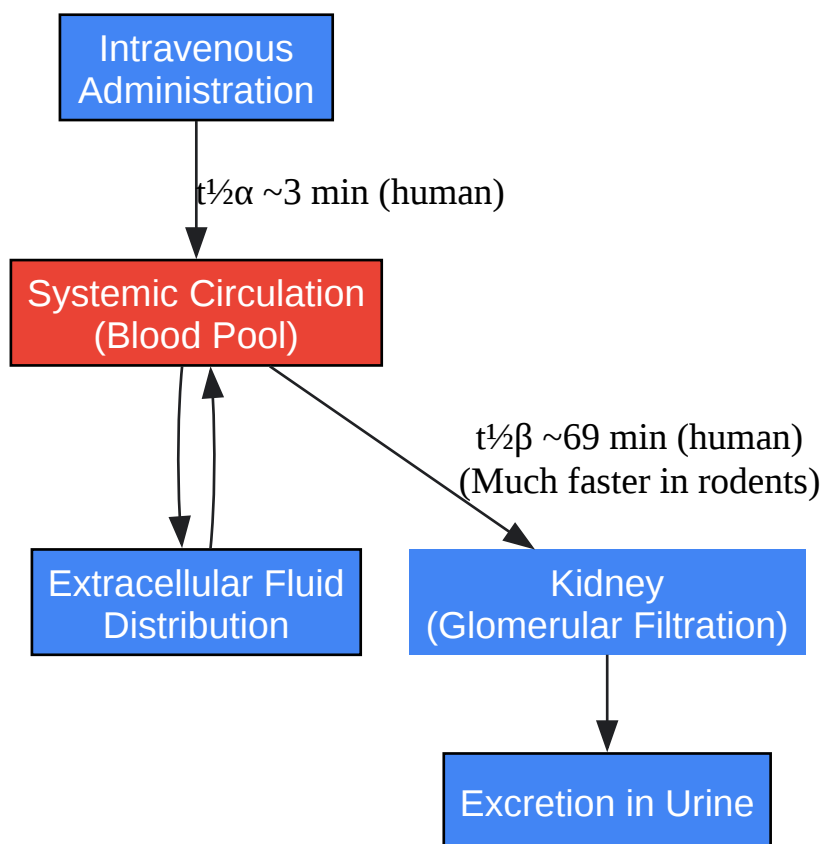 Intravenous
Administration
t½α ~3 min (human)
Systemic Circulation
(Blood Pool)
t½β ~69 min (human)
(Much faster in rodents)
Extracellular Fluid
Distribution
Kidney
(Glomerular Filtration)
Excretion in Urine